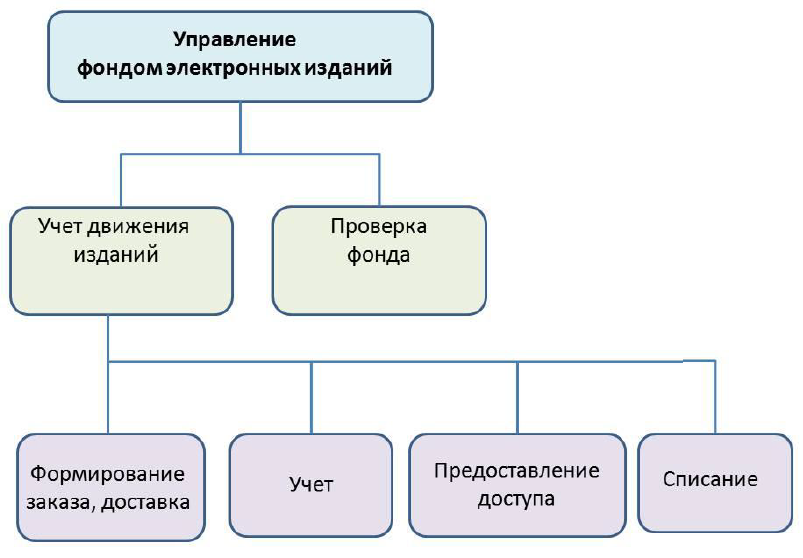 Управление
фондом электронных изданий
Учет движения
изданий
Проверка
фонда
Формирование
заказа, доставка
Учет
Предоставление
доступа
Списание